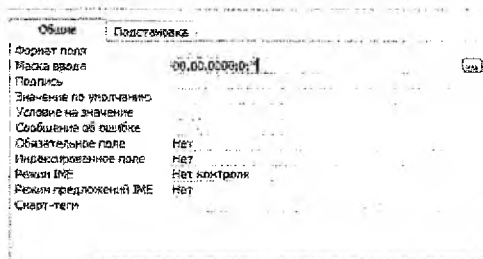 Общие Подстановка
Формат поля
Маска ввода 00.00.0000;0;*
Подпись
Значение по умолчанию
Условие на значение
Сообщение об ошибке
Обязательное поле Нет
Индексированное поле Нет
Режим IME Нет контроля
Режим предложений IME Нет
Смарт-теги